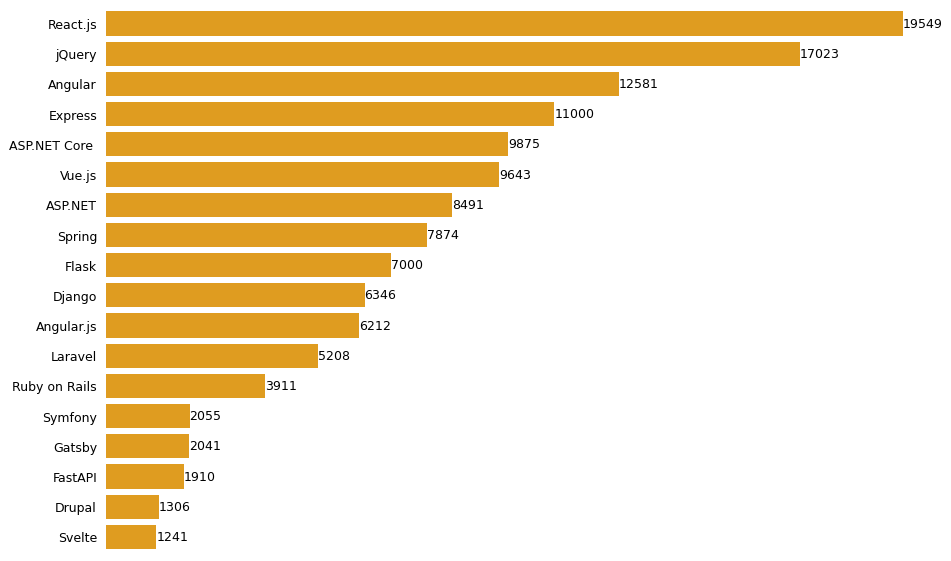 React.js 19549
jQuery 17023
Angular 12581
Express 11000
ASP.NET Core 9875
Vue.js 9643
ASP.NET 8491
Spring 7874
Flask 7000
Django 6346
Angular.js 6212
Laravel 5208
Ruby on Rails 3911
Symfony 2055
Gatsby 2041
FastAPI 1910
Drupal 1306
Svelte 1241